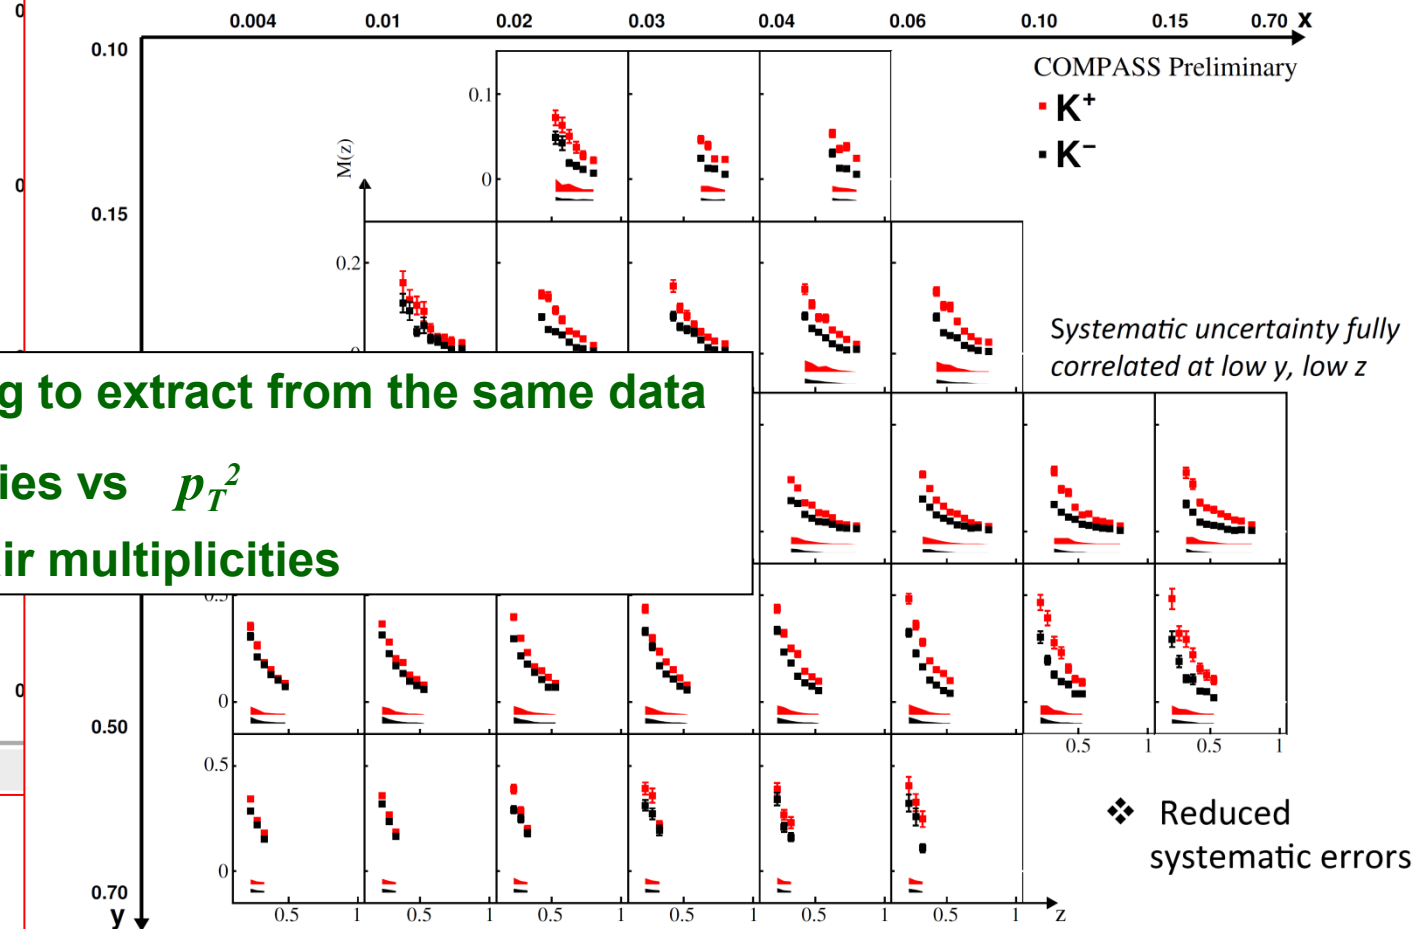 0.004 0.01 0.02 0.03 0.04 0.06 0.10 0.15 0.70 x
0.10
COMPASS Preliminary
K+
K−
0.1
0
M(z)
0.15
0.2
Systematic uncertainty fully
correlated at low y, low z
to extract from the same data
vs pT2
multiplicities
0
0.50
0.5 1 0.5 1
0.5
0
Reduced
systematic errors
0.70
y
0.5 1 0.5 1 0.5 1 0.5 1 0.5 1 0.5 1 z